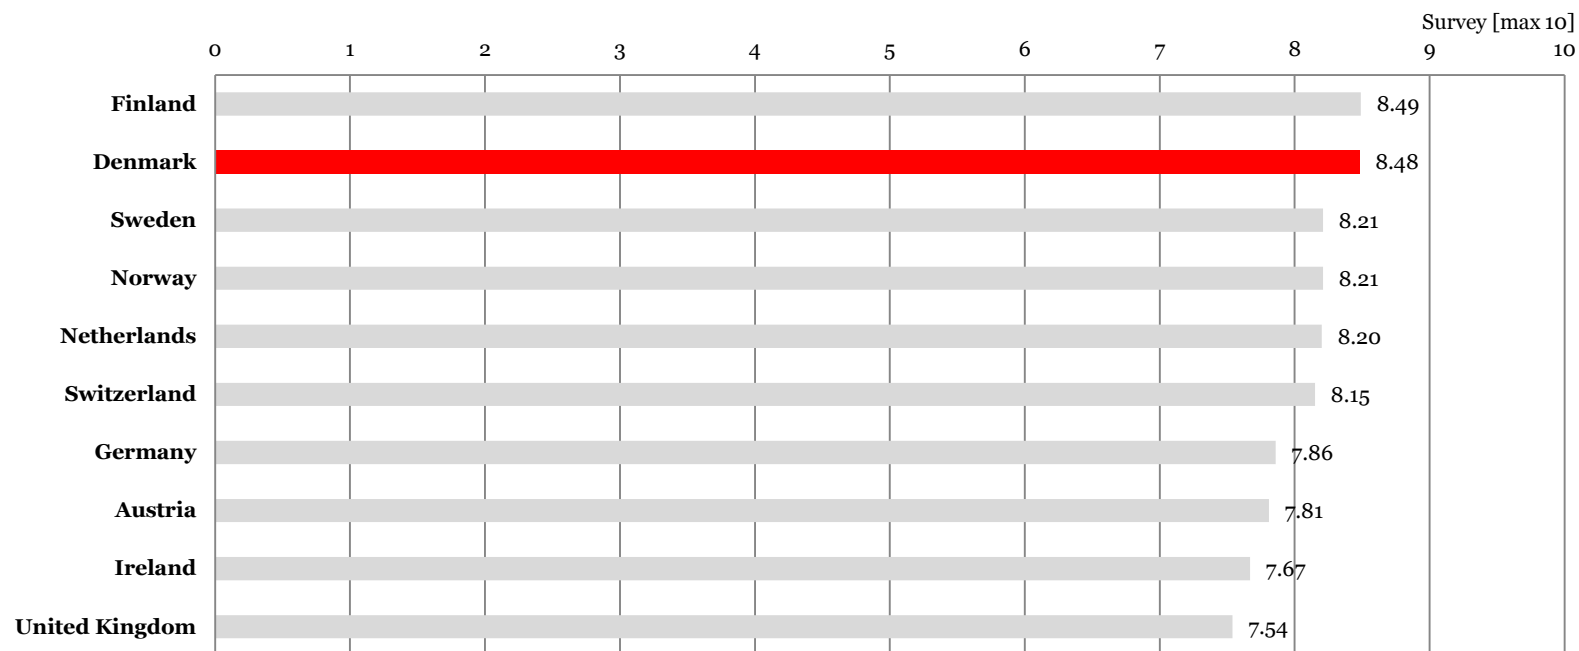 Survey [max 10]
0 1 2 3 4 5 6 7 8 9 10
Finland 8.49
Denmark 8.48
Sweden 8.21
Norway 8.21
Netherlands 8.20
Switzerland 8.15
Germany 7.86
Austria 7.81
Ireland 7.67
United Kingdom 7.54